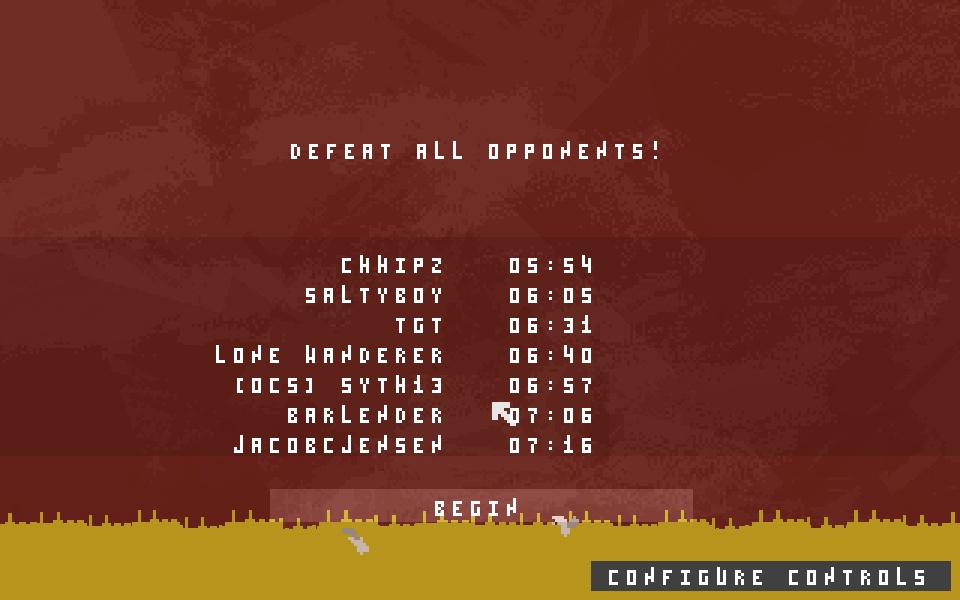 DEFEAT ALL OPPONENTS!
CHHIPZ 05:54
SALTYBOY 06:05
TGT 06:31
LONE WANDERER 06:40
[OCS] SYTH13 06:57
BARLENDER 07:06
JACOBCJENSEN 07:16
BEGIN
CONFIGURE CONTROLS